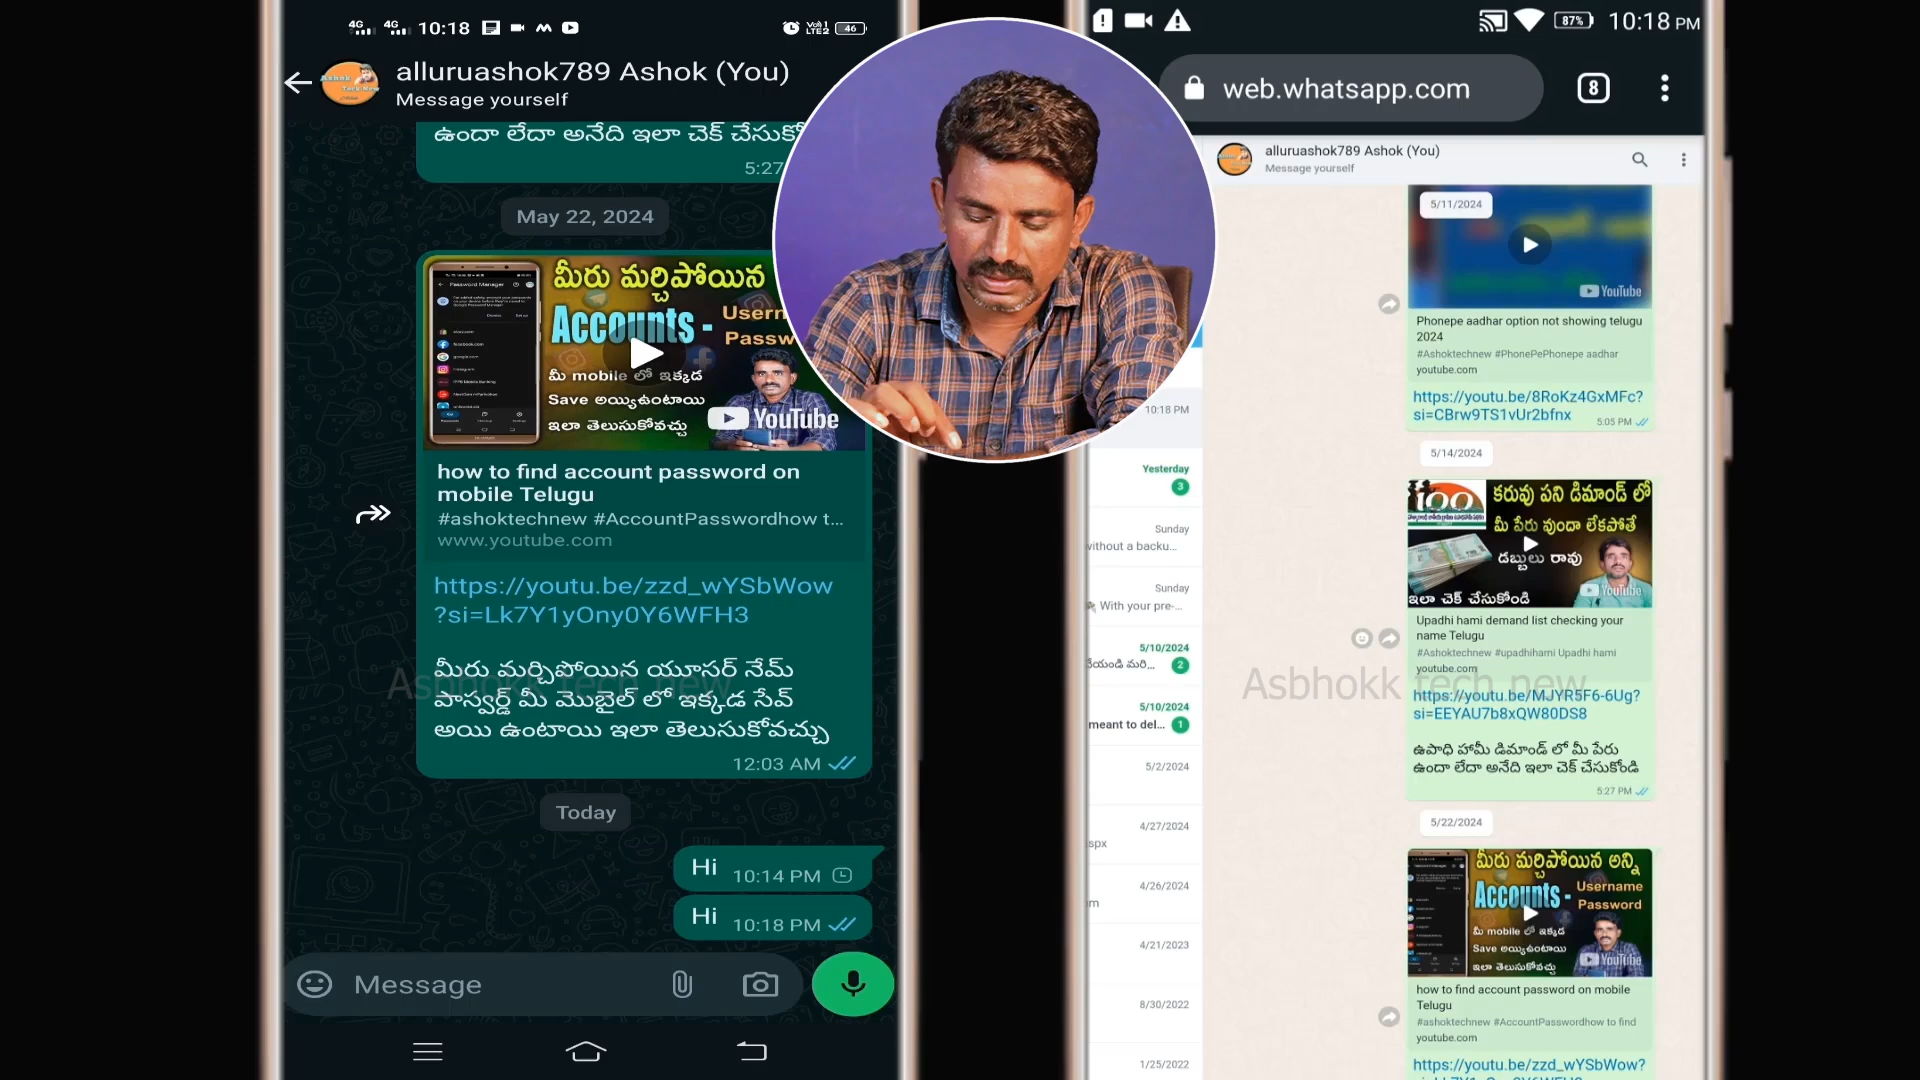 10:18
46
alluruashok789 Ashok (You)
Message yourself
ఉందా లేదా అనేది ఇలా చెక్ చేసుకో
5:27
May 22, 2024
Password Manager
మీరు మర్చిపోయిన
Accounts -
Usern
Passw
మీ mobile లో ఇక్కడ
Save అయ్యిఉంటాయి
ఇలా తెలుసుకోవచ్చు
YouTube
how to find account password on
mobile Telugu
#ashoktechnew #AccountPasswordhow t...
www.youtube.com
https://youtu.be/zzd_wYSbWow
?si=Lk7Y1yOny0Y6WFH3
మీరు మర్చిపోయిన యూసర్ నేమ్
పాస్వర్డ్ మీ మొబైల్ లో ఇక్కడ సేవ్
అయి ఉంటాయి ఇలా తెలుసుకోవచ్చు
12:03 AM
Asbhokk tech new
Today
Hi 10:14 PM
Hi 10:18 PM
Message
87% 10:18 PM
web.whatsapp.com
8
alluruashok789 Ashok (You)
Message yourself
10:18 PM
Yesterday
3
Sunday
without a backu...
Sunday
With your pre-...
5/10/2024
2
5/10/2024
meant to del... 1
5/2/2024
4/27/2024
spx
4/26/2024
m
4/21/2023
8/30/2022
1/25/2022
5/11/2024
YouTube
Phonepe aadhar option not showing telugu
2024
#Ashoktechnew #PhonePePhonepe aadhar
youtube.com
https://youtu.be/8RoKz4GxMFc?
si=CBrw9TS1vUr2bfnx
5:05 PM
5/14/2024
100
కరువు పని డిమాండ్ లో
మీ పేరు వుందా లేకపోతే
డబ్బులు రావు
ఇలా చెక్ చేసుకోండి
YouTube
Upadhi hami demand list checking your
name Telugu
#Ashoktechnew #upadhihami Upadhi hami
youtube.com
https://youtu.be/MJYR5F6-6Ug?
si=EEYAU7b8xQW80DS8
Asbhokk tech new
ఉపాధి హామీ డిమాండ్ లో మీ పేరు
ఉందా లేదా అనేది ఇలా చెక్ చేసుకోండి
5:27 PM
5/22/2024
మీరు మర్చిపోయిన అన్ని
Accounts -
Username
Password
మీ mobile లో ఇక్కడ
Save అయ్యిఉంటాయి
ఇలా తెలుసుకోవచ్చు
YouTube
how to find account password on mobile
Telugu
#ashoktechnew #AccountPasswordhow to find
youtube.com
https://youtu.be/zzd_wYSbWow?